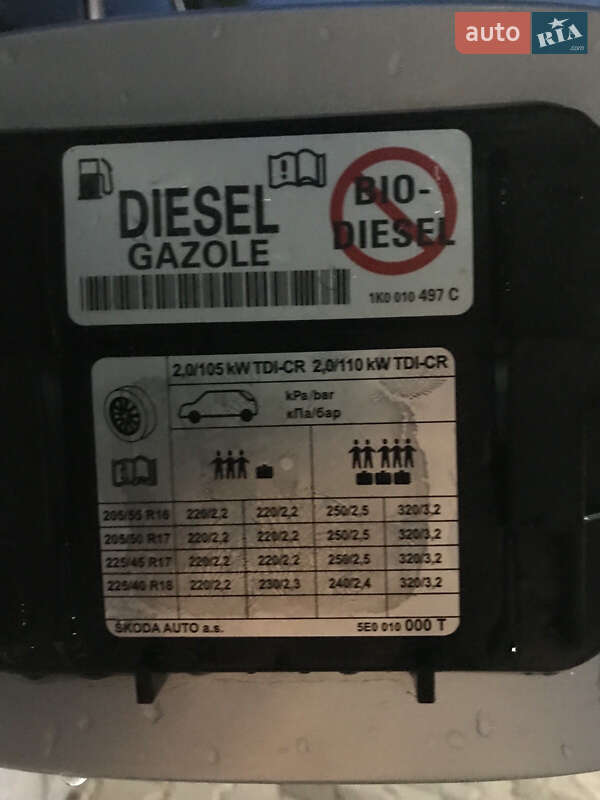 auto RIA.com
DIESEL
GAZOLE
BIO-
DIESEL
1K0 010 497 C
2,0/105 kW TDI-CR 2,0/110 kW TDI-CR
kPa/bar
кПа/бар
205/55 R16 220/2,2 220/2,2 250/2,5 320/3,2
205/50 R17 220/2,2 220/2,2 250/2,5 320/3,2
225/45 R17 220/2,2 220/2,2 250/2,5 320/3,2
225/40 R18 220/2,2 230/2,3 240/2,4 320/3,2
ŠKODA AUTO a.s. 5E0 010 000 T